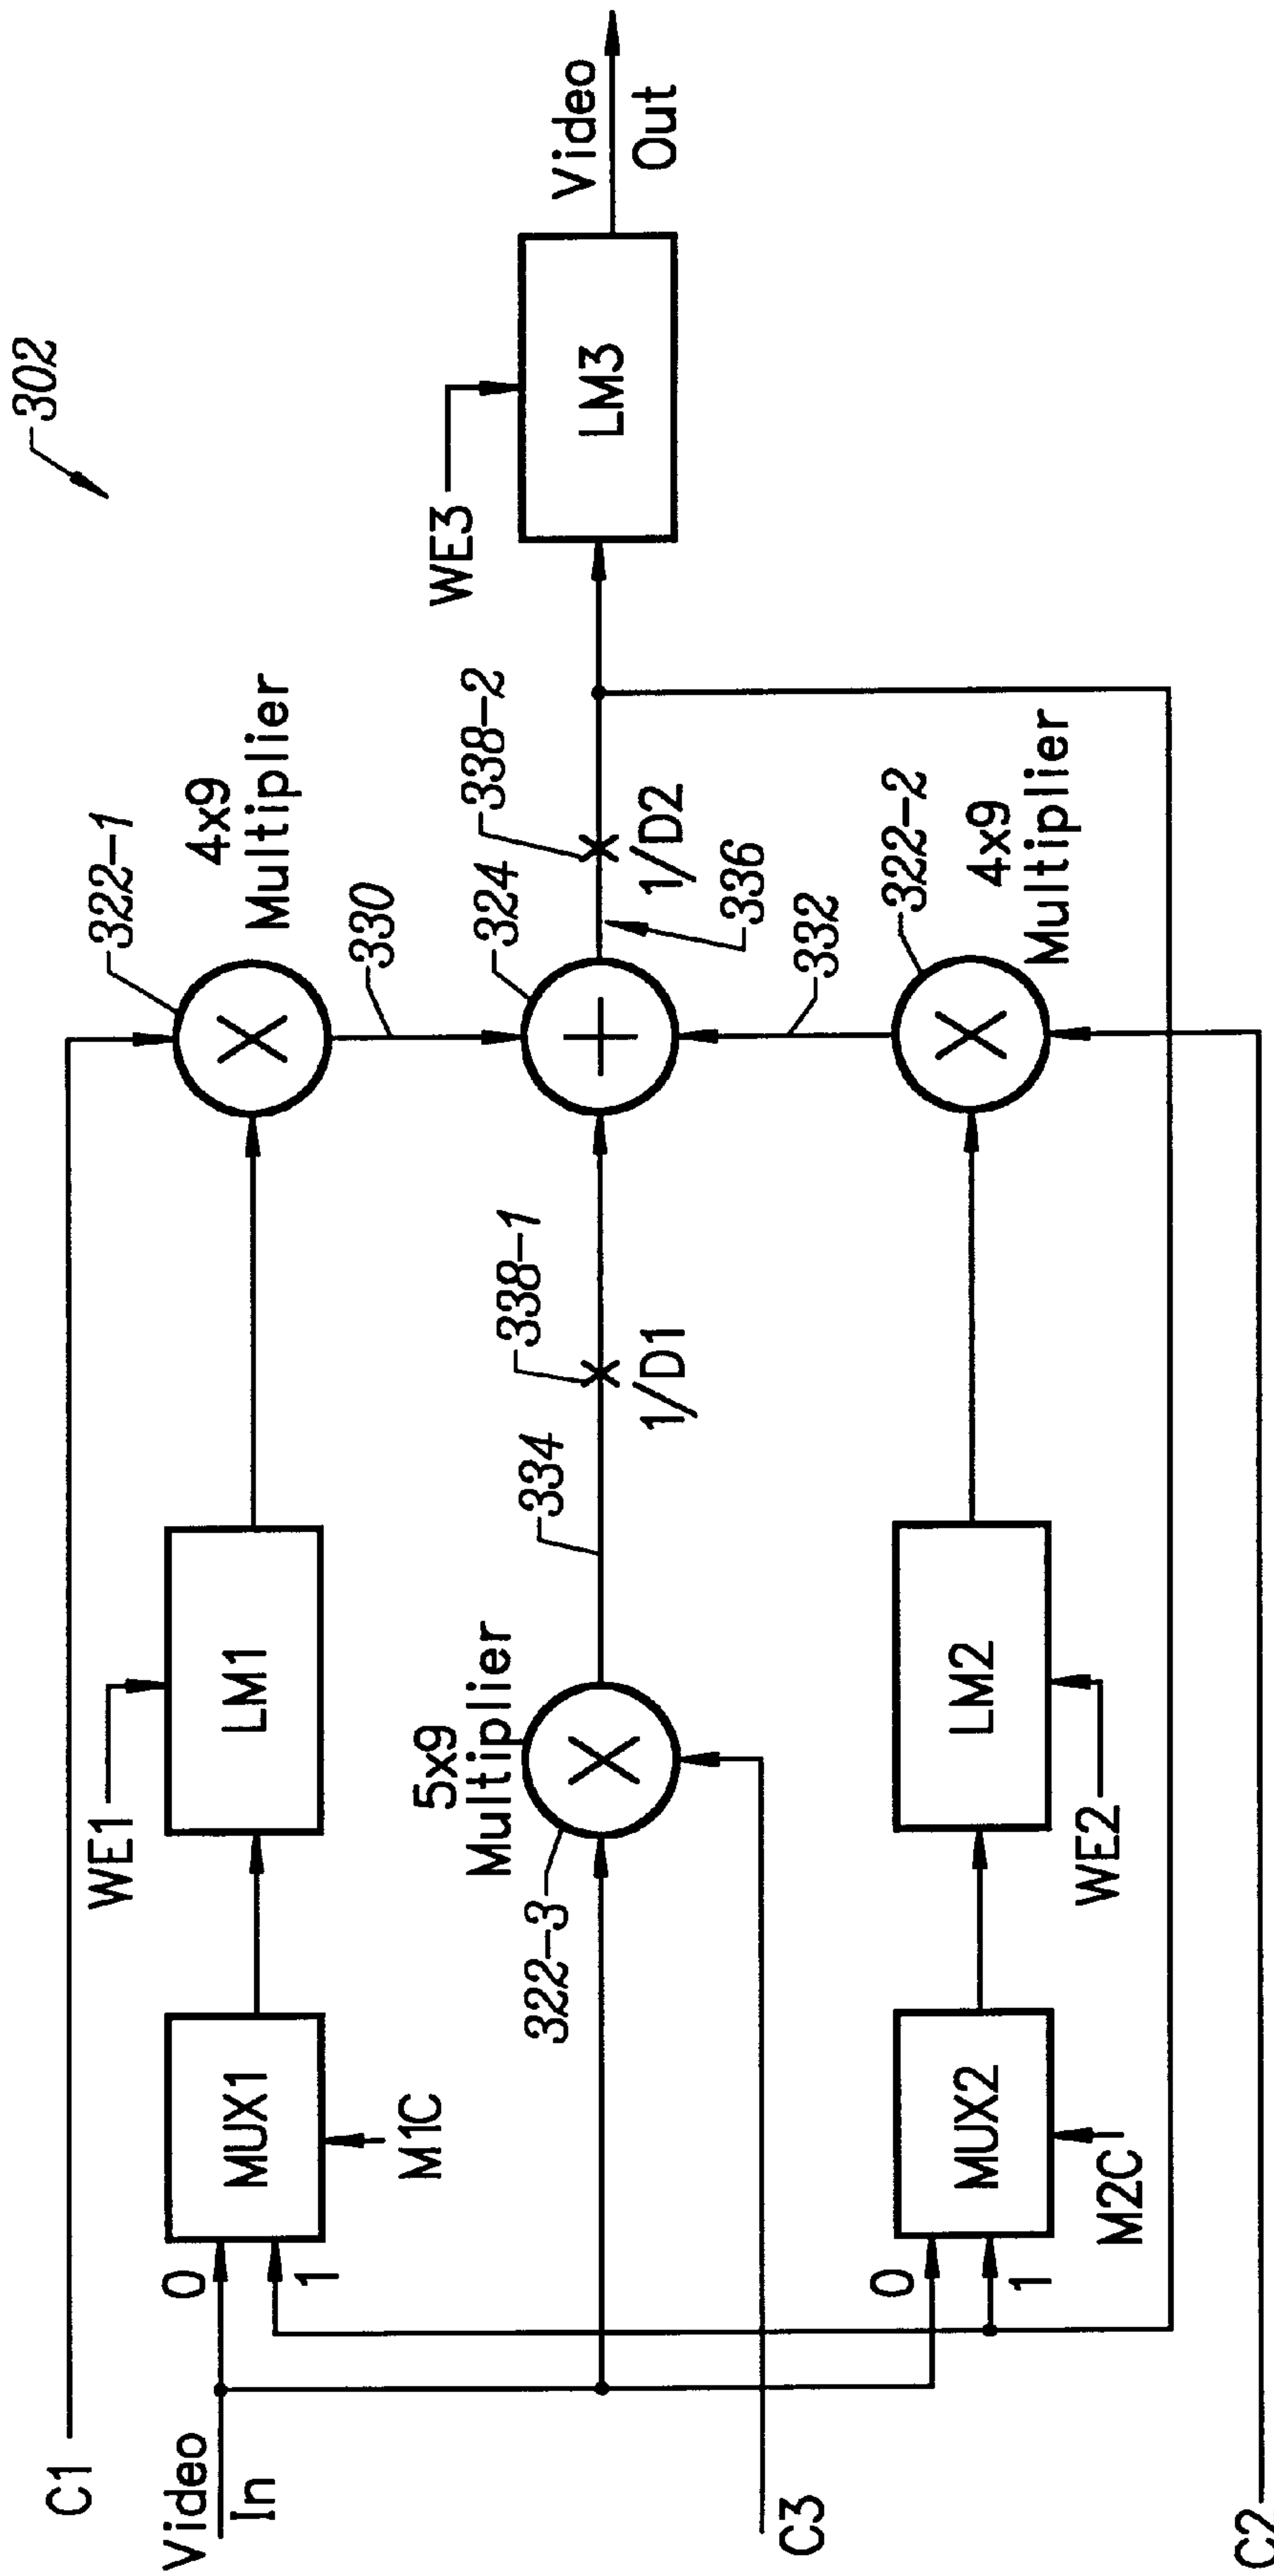 302
C1
322-1
4x9
Multiplier
WE1
330
Video
In
0
1
MUX1
M1C
LM1
5x9
Multiplier
322-3
334
338-1
1/D1
324
338-2
1/D2
336
WE3
LM3
Video
Out
C3
332
0
1
MUX2
M2C
LM2
WE2
322-2
4x9
Multiplier
C2